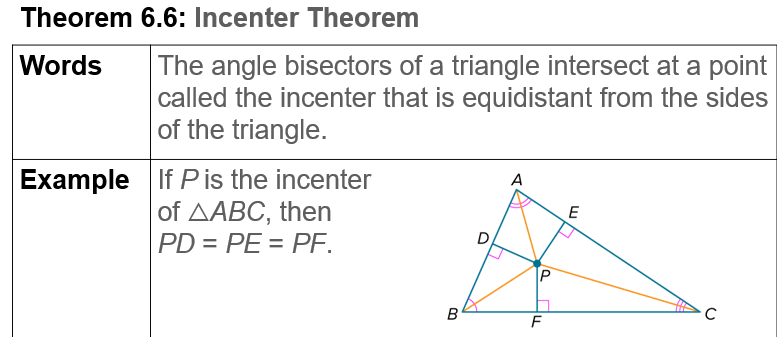 Theorem 6.6: Incenter Theorem
Words
The angle bisectors of a triangle intersect at a point
called the incenter that is equidistant from the sides
of the triangle.
Example
If P is the incenter
of △ABC, then
PD = PE = PF.
A
E
D
P
B
F
C